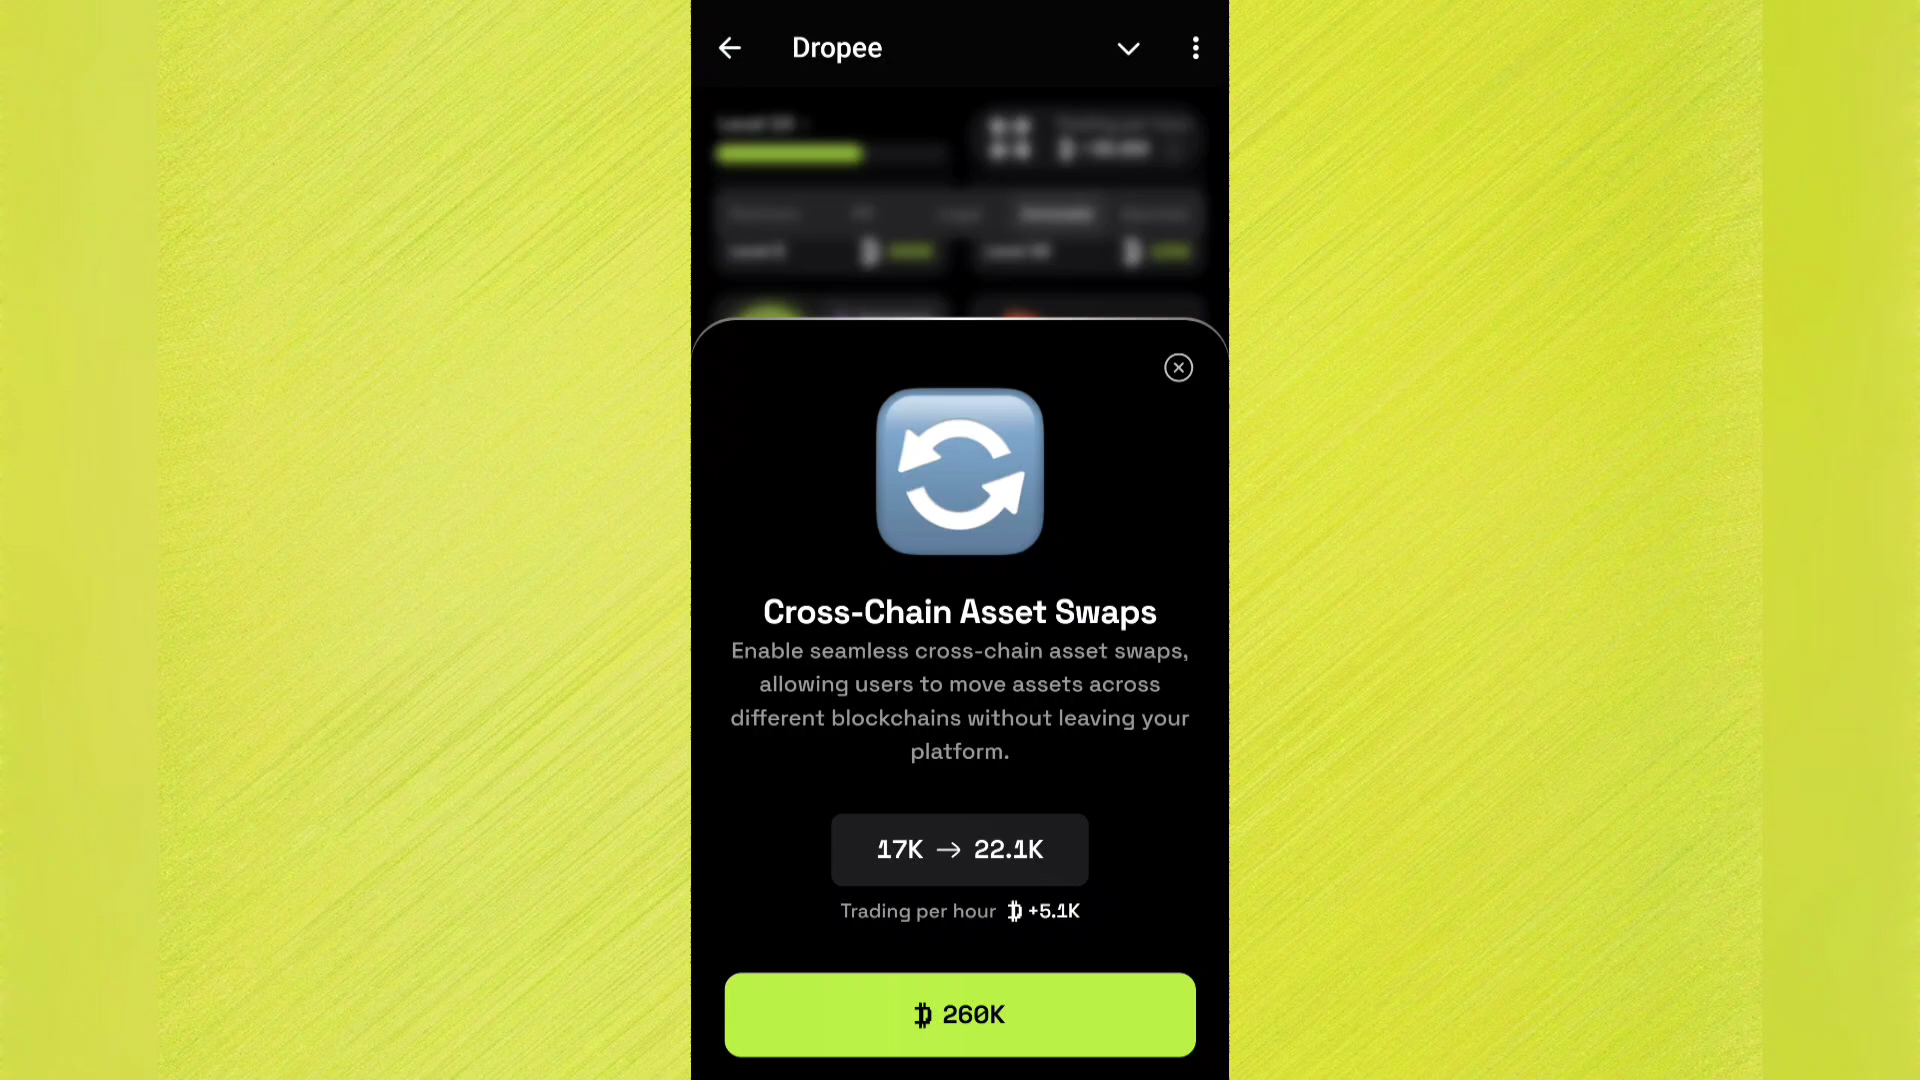 Dropee
Cross-Chain Asset Swaps
Enable seamless cross-chain asset swaps,
allowing users to move assets across
different blockchains without leaving your
platform.
17K → 22.1K
Trading per hour +5.1K
260K